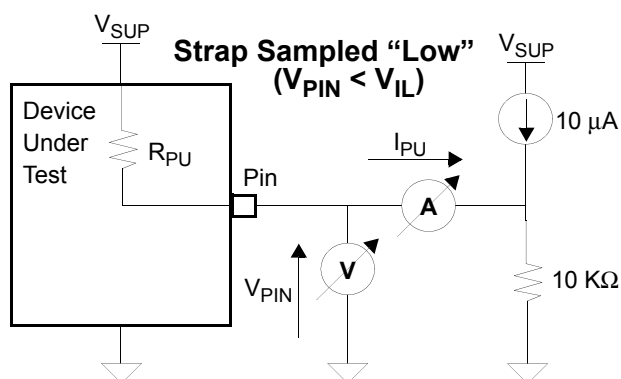 V_SUP
Strap Sampled “Low”
(V_PIN < V_IL)
V_SUP
Device
Under
Test
R_PU
10 μA
I_PU
Pin
A
V
V_PIN
10 KΩ